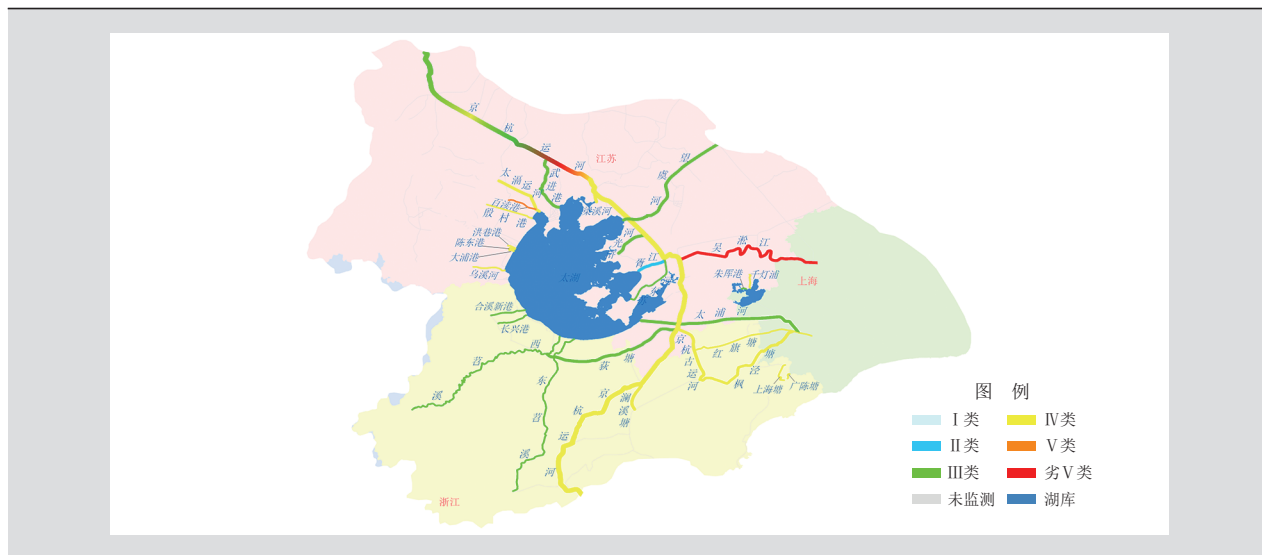 京杭运河
江苏
望虞河
太滆运河
武进港
百渎港
殷村港
梁溪河
洪巷港
陈东港
大浦港
乌溪河
太湖
胥江
吴淞江
朱厍港
千灯浦
上海
合溪新港
长兴港
太浦河
西苕溪
东苕溪
荻塘
京杭古运河
红旗塘
枫泾塘
上海塘
广陈塘
澜溪塘
京杭运河
浙江
图 例
Ⅰ类
Ⅳ类
Ⅱ类
Ⅴ类
Ⅲ类
劣Ⅴ类
未监测
湖库